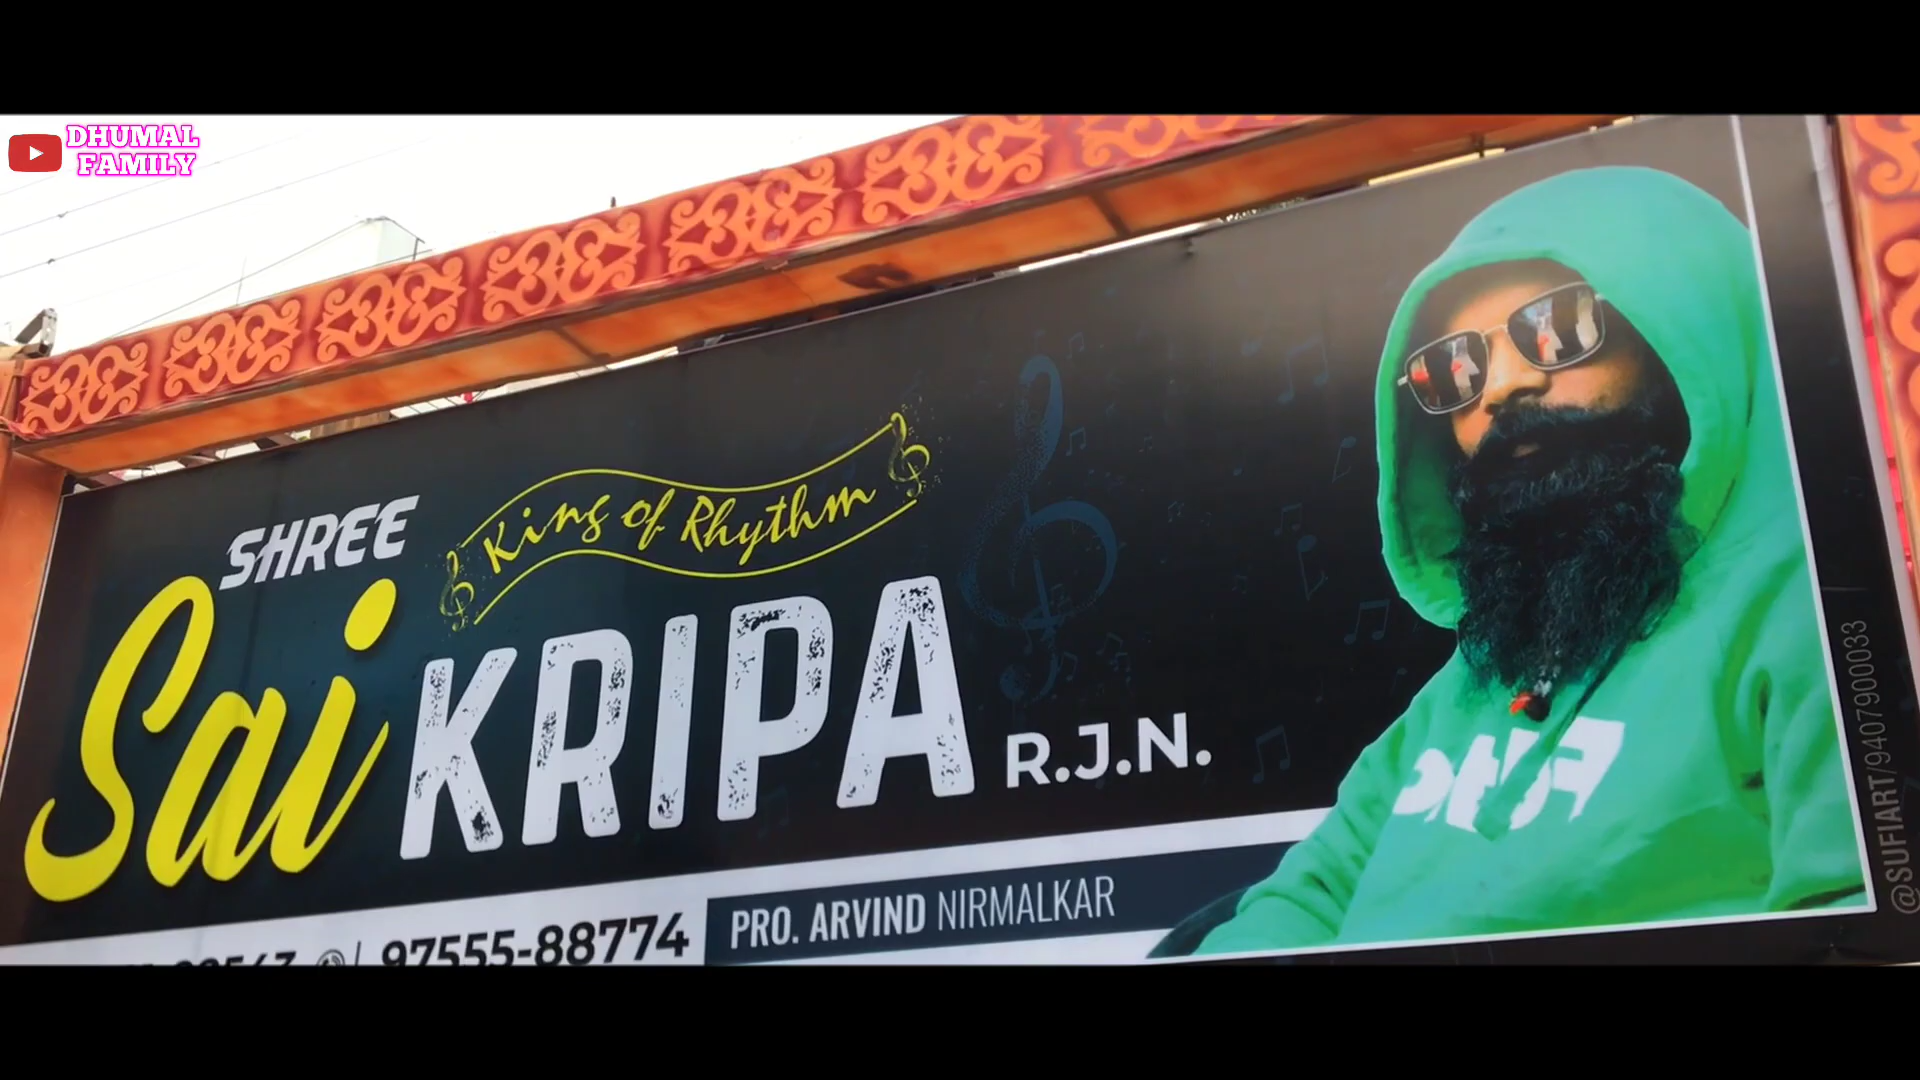 DHUMAL
FAMILY
SHREE
King of Rhythm
Sai KRIPA R.J.N.
97555-88774
PRO. ARVIND NIRMALKAR
@SUFIART/9407900033